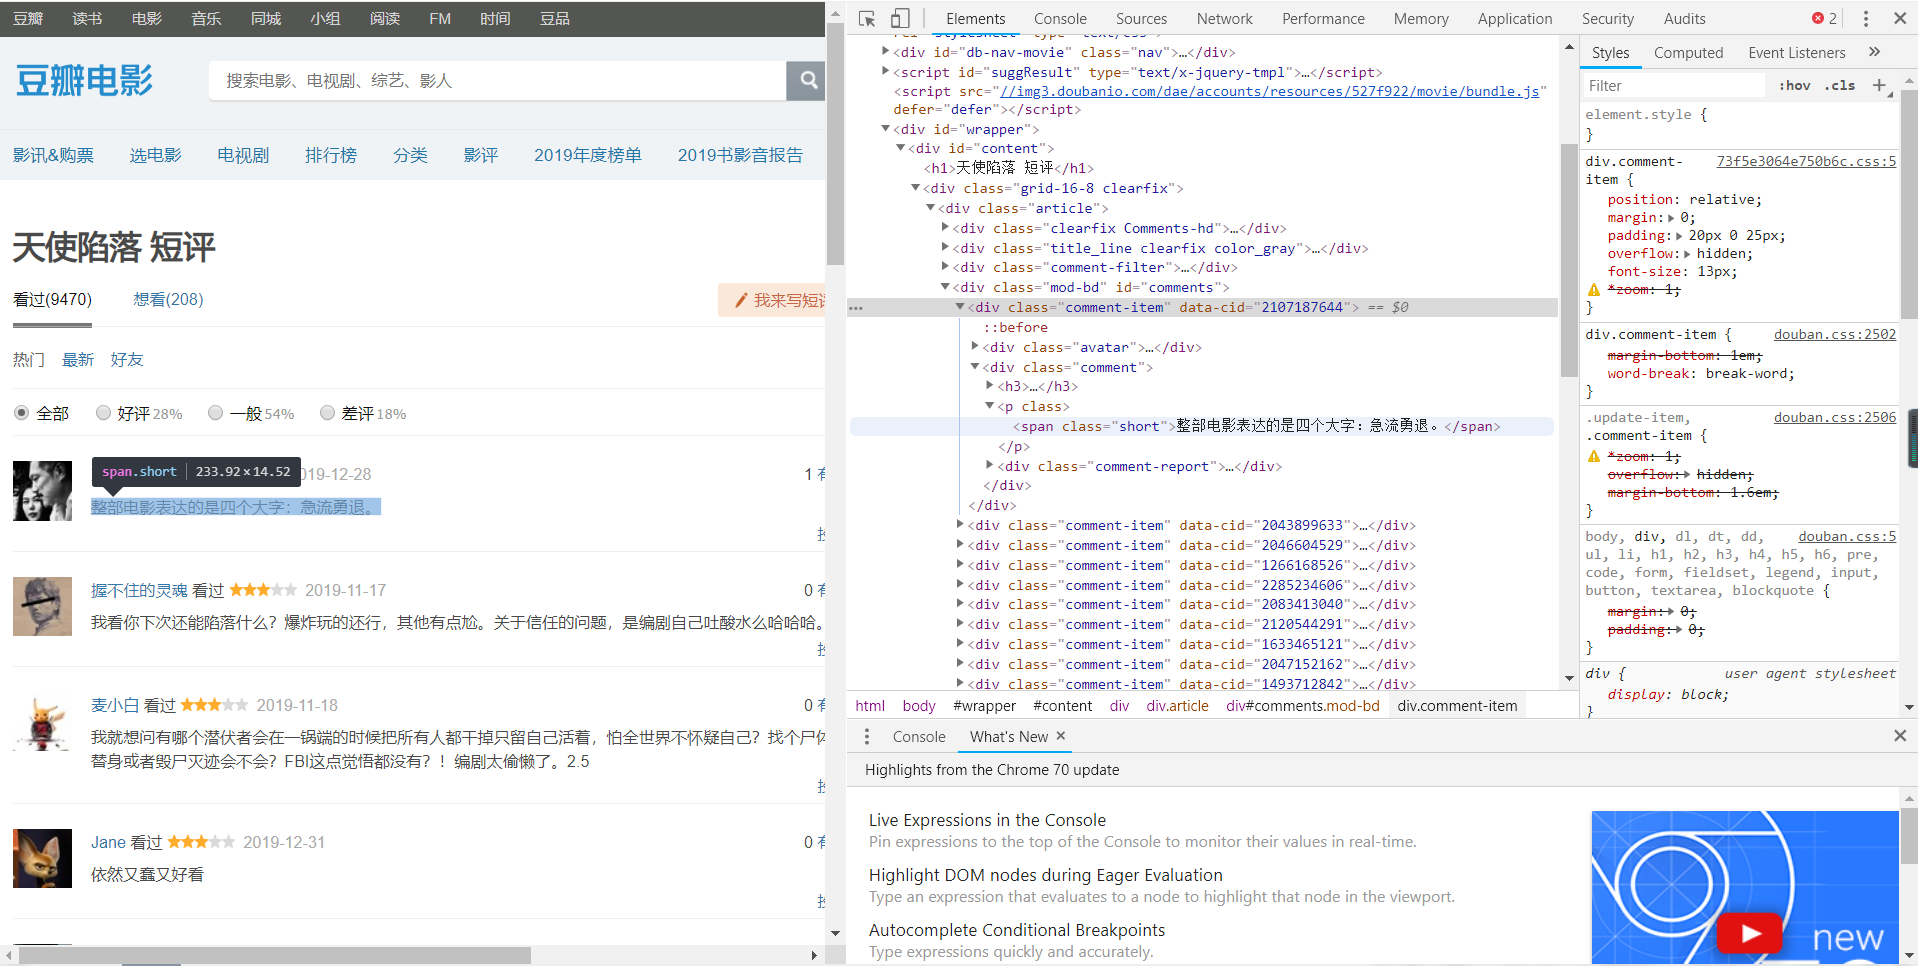 豆瓣 读书 电影 音乐 同城 小组 阅读 FM 时间 豆品
豆瓣电影
搜索电影、电视剧、综艺、影人
影讯&购票 选电影 电视剧 排行榜 分类 影评 2019年度榜单 2019书影音报告
天使陷落 短评
看过(9470) 想看(208)
我来写短评
热门 最新 好友
全部 好评 28% 一般 54% 差评 18%
span.short 233.92 × 14.52
019-12-28
1 有
整部电影表达的是四个大字：急流勇退。
握不住的灵魂 看过 2019-11-17
0 有
我看你下次还能陷落什么？爆炸玩的还行，其他有点尬。关于信任的问题，是编剧自己吐酸水么哈哈哈。
麦小白 看过 2019-11-18
0 有
我就想问有哪个潜伏者会在一锅端的时候把所有人都干掉只留自己活着，怕全世界不怀疑自己？找个尸体
替身或者毁尸灭迹会不会？FBI这点觉悟都没有？！编剧太偷懒了。2.5
Jane 看过 2019-12-31
0 有
依然又蠢又好看
Elements Console Sources Network Performance Memory Application Security Audits 2
<div id="db-nav-movie" class="nav">…</div>
<script id="suggResult" type="text/x-jquery-tmpl">…</script>
<script src="//img3.doubanio.com/dae/accounts/resources/527f922/movie/bundle.js"
defer="defer"></script>
<div id="wrapper">
<div id="content">
<h1>天使陷落 短评</h1>
<div class="grid-16-8 clearfix">
<div class="article">
<div class="clearfix Comments-hd">…</div>
<div class="title_line clearfix color_gray">…</div>
<div class="comment-filter">…</div>
<div class="mod-bd" id="comments">
<div class="comment-item" data-cid="2107187644"> == $0
::before
<div class="avatar">…</div>
<div class="comment">
<h3>…</h3>
<p class>
<span class="short">整部电影表达的是四个大字：急流勇退。</span>
</p>
<div class="comment-report">…</div>
</div>
</div>
<div class="comment-item" data-cid="2043899633">…</div>
<div class="comment-item" data-cid="2046604529">…</div>
<div class="comment-item" data-cid="1266168526">…</div>
<div class="comment-item" data-cid="2285234606">…</div>
<div class="comment-item" data-cid="2083413040">…</div>
<div class="comment-item" data-cid="2120544291">…</div>
<div class="comment-item" data-cid="1633465121">…</div>
<div class="comment-item" data-cid="2047152162">…</div>
<div class="comment-item" data-cid="1493712842">…</div>
html body #wrapper #content div div.article div#comments.mod-bd div.comment-item
Styles Computed Event Listeners »
Filter :hov .cls +
element.style {
}
div.comment- 73f5e3064e750b6c.css:5
item {
position: relative;
margin: 0;
padding: 20px 0 25px;
overflow: hidden;
font-size: 13px;
*zoom: 1;
}
div.comment-item { douban.css:2502
margin-bottom: 1em;
word-break: break-word;
}
.update-item, douban.css:2506
.comment-item {
*zoom: 1;
overflow: hidden;
margin-bottom: 1.6em;
}
body, div, dl, dt, dd, douban.css:5
ul, li, h1, h2, h3, h4, h5, h6, pre,
code, form, fieldset, legend, input,
button, textarea, blockquote {
margin: 0;
padding: 0;
}
div { user agent stylesheet
display: block;
}
Console What's New
Highlights from the Chrome 70 update
Live Expressions in the Console
Pin expressions to the top of the Console to monitor their values in real-time.
Highlight DOM nodes during Eager Evaluation
Type an expression that evaluates to a node to highlight that node in the viewport.
Autocomplete Conditional Breakpoints
Type expressions quickly and accurately.
new